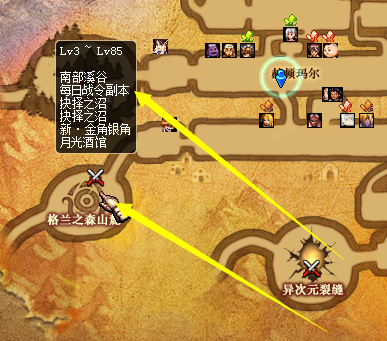 Lv3 ~ Lv85
南部溪谷
每日战令副本
抉择之沼
抉择之沼
新·金角银角
月光酒馆
赫顿玛尔
格兰之森山麓
异次元裂缝